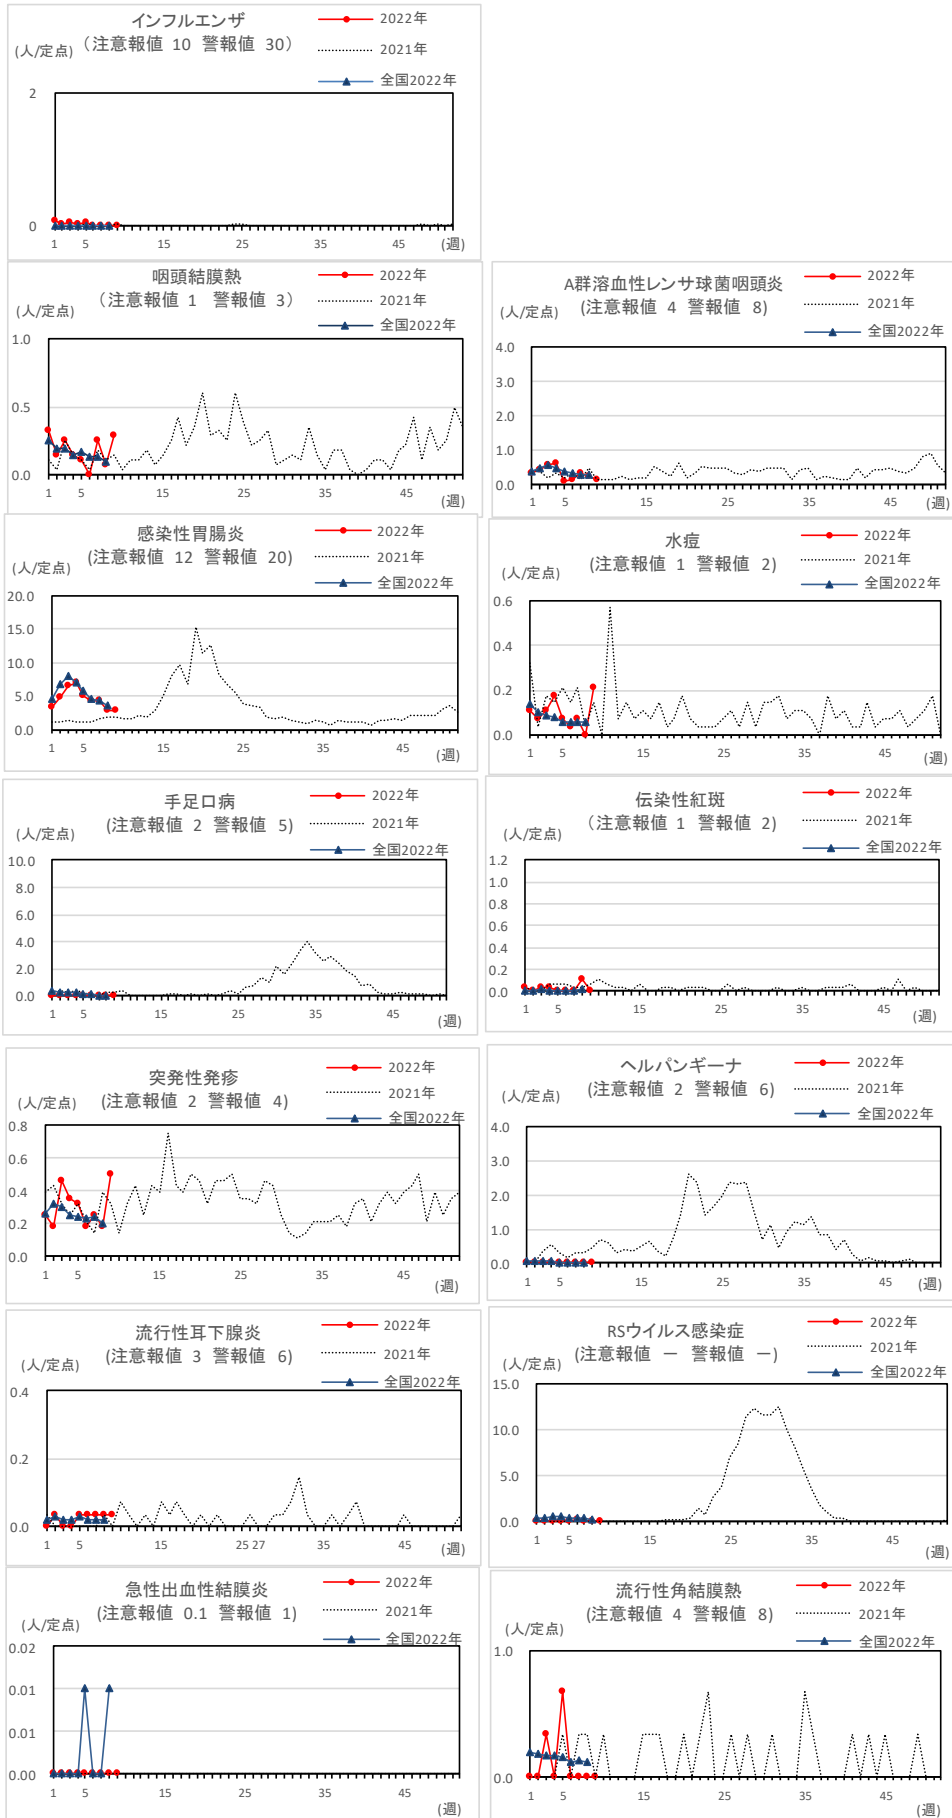 インフルエンザ
（注意報値 10 警報値 30）
(人/定点)
2022年
2021年
全国2022年
2
0
1 5 15 25 35 45
(週)
咽頭結膜熱
（注意報値 1 警報値 3）
(人/定点)
2022年
2021年
全国2022年
1.0
0.5
0.0
1 5 15 25 35 45
(週)
A群溶血性レンサ球菌咽頭炎
(注意報値 4 警報値 8)
(人/定点)
2022年
2021年
全国2022年
4.0
3.0
2.0
1.0
0.0
1 5 15 25 35 45
(週)
感染性胃腸炎
(注意報値 12 警報値 20)
(人/定点)
2022年
2021年
全国2022年
20.0
15.0
10.0
5.0
0.0
1 5 15 25 35 45
(週)
水痘
(注意報値 1 警報値 2)
(人/定点)
2022年
2021年
全国2022年
0.6
0.4
0.2
0.0
1 5 15 25 35 45
(週)
手足口病
(注意報値 2 警報値 5)
(人/定点)
2022年
2021年
全国2022年
10.0
8.0
6.0
4.0
2.0
0.0
1 5 15 25 35 45
(週)
伝染性紅斑
（注意報値 1 警報値 2）
(人/定点)
2022年
2021年
全国2022年
1.2
1.0
0.8
0.6
0.4
0.2
0.0
1 5 15 25 35 45
(週)
突発性発疹
(注意報値 2 警報値 4)
(人/定点)
2022年
2021年
全国2022年
0.8
0.6
0.4
0.2
0.0
1 5 15 25 35 45
(週)
ヘルパンギーナ
(注意報値 2 警報値 6)
(人/定点)
2022年
2021年
全国2022年
4.0
3.0
2.0
1.0
0.0
1 5 15 25 35 45
(週)
流行性耳下腺炎
(注意報値 3 警報値 6)
(人/定点)
2022年
2021年
全国2022年
0.4
0.2
0.0
1 5 15 25 27 35 45
(週)
RSウイルス感染症
(注意報値 ー 警報値 ー)
(人/定点)
2022年
2021年
全国2022年
15.0
10.0
5.0
0.0
1 5 15 25 35 45
(週)
急性出血性結膜炎
(注意報値 0.1 警報値 1)
(人/定点)
2022年
2021年
全国2022年
0.02
0.01
0.01
0.00
1 5 15 25 35 45
(週)
流行性角結膜熱
(注意報値 4 警報値 8)
(人/定点)
2022年
2021年
全国2022年
1.0
0.0
1 5 15 25 35 45
(週)